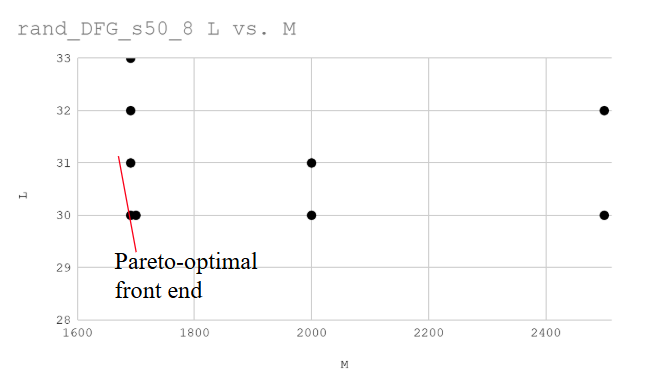 rand_DFG_s50_8 L vs. M
33
32
31
30
29
28
L
Pareto-optimal
front end
1600
1800
2000
2200
2400
M